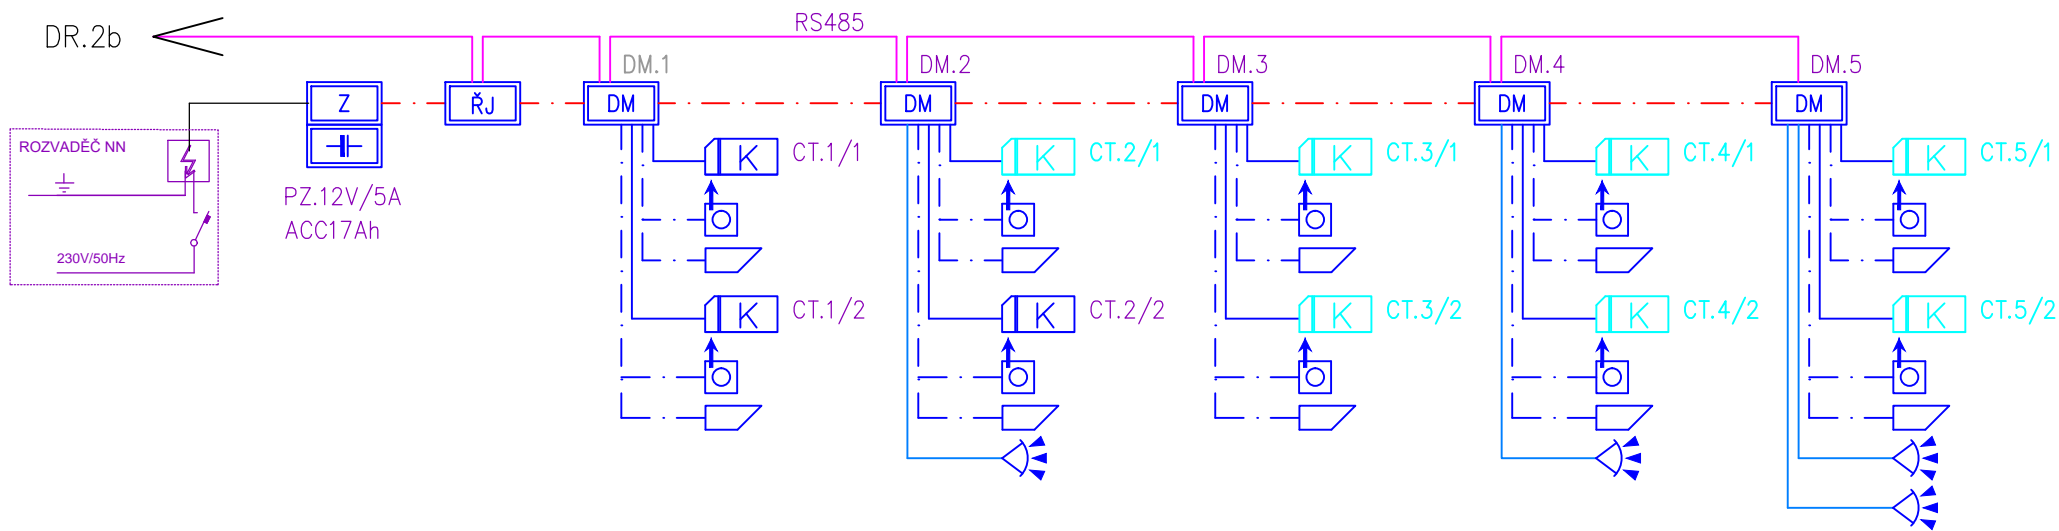 RS485
DR.2b
DM.1
DM.2
DM.3
DM.4
DM.5
Z
ŘJ
DM
DM
DM
DM
DM
ROZVADĚČ NN
K
CT.1/1
K
CT.2/1
K
CT.3/1
K
CT.4/1
K
CT.5/1
PZ.12V/5A
ACC17Ah
230V/50Hz
K
CT.1/2
K
CT.2/2
K
CT.3/2
K
CT.4/2
K
CT.5/2